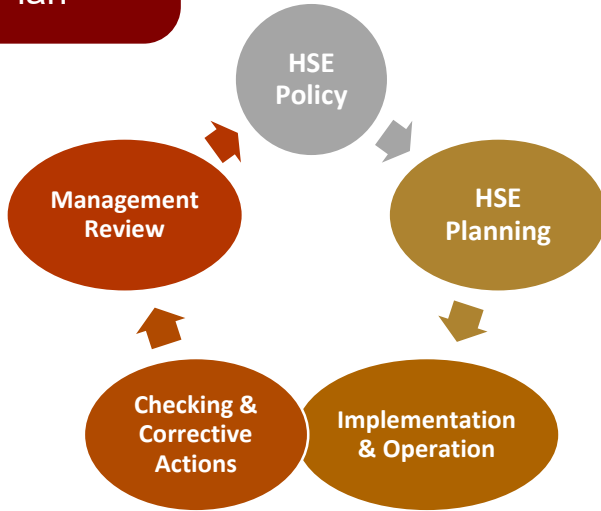 HSE
Policy
HSE
Planning
Implementation
& Operation
Checking &
Corrective
Actions
Management
Review